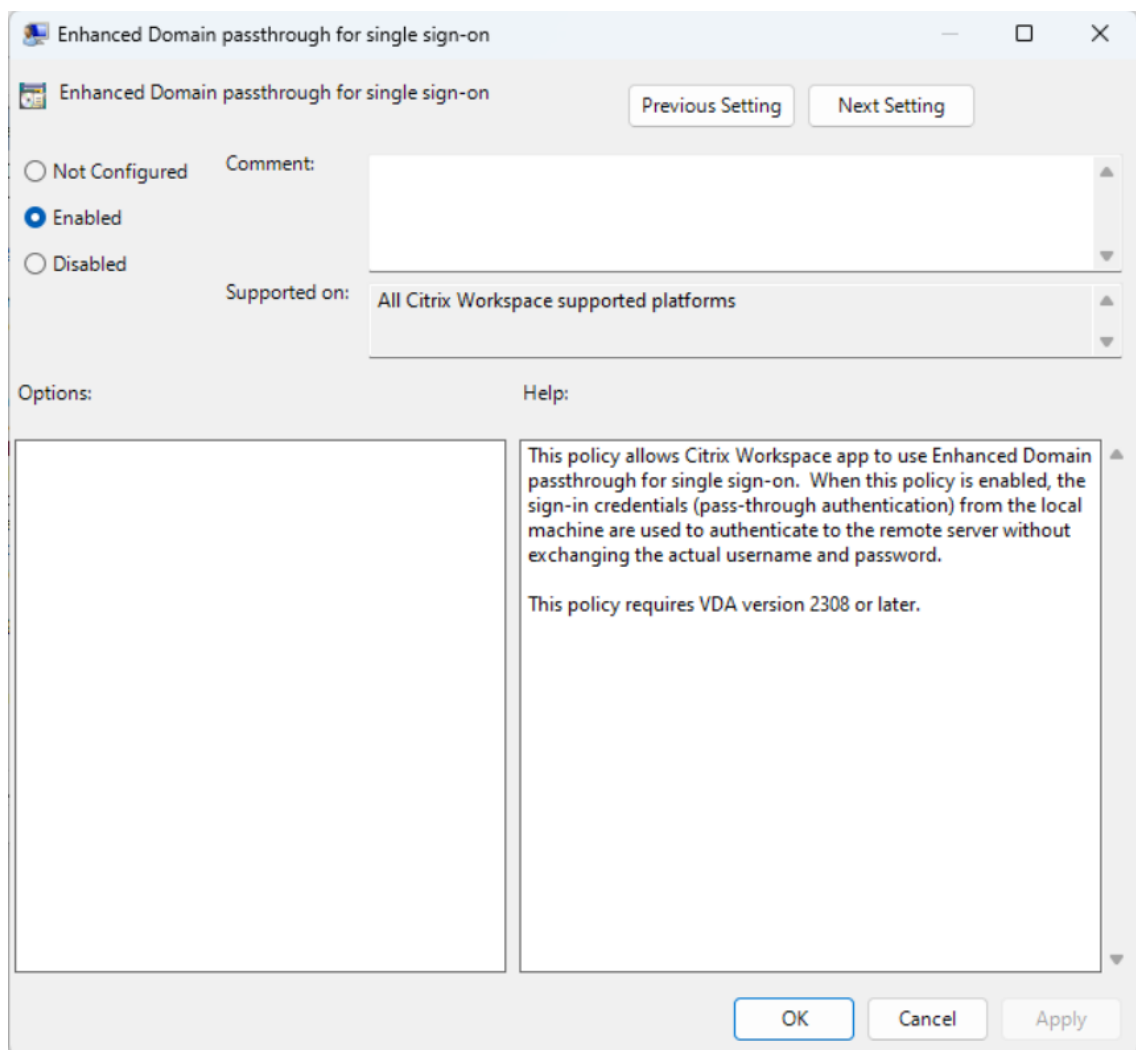 Enhanced Domain passthrough for single sign-on
Enhanced Domain passthrough for single sign-on
Previous Setting
Next Setting
Not Configured
Comment:
Enabled
Disabled
Supported on:
All Citrix Workspace supported platforms
Options:
Help:
This policy allows Citrix Workspace app to use Enhanced Domain
passthrough for single sign-on.  When this policy is enabled, the
sign-in credentials (pass-through authentication) from the local
machine are used to authenticate to the remote server without
exchanging the actual username and password.
This policy requires VDA version 2308 or later.
OK
Cancel
Apply